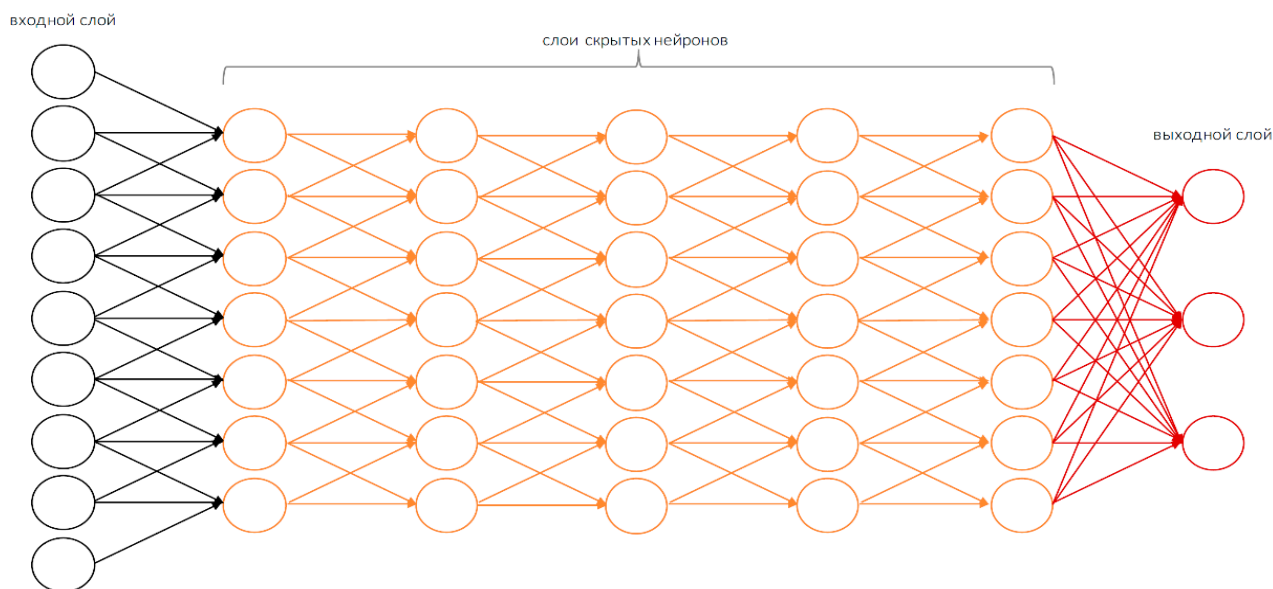 входной слой
слои скрытых нейронов
выходной слой